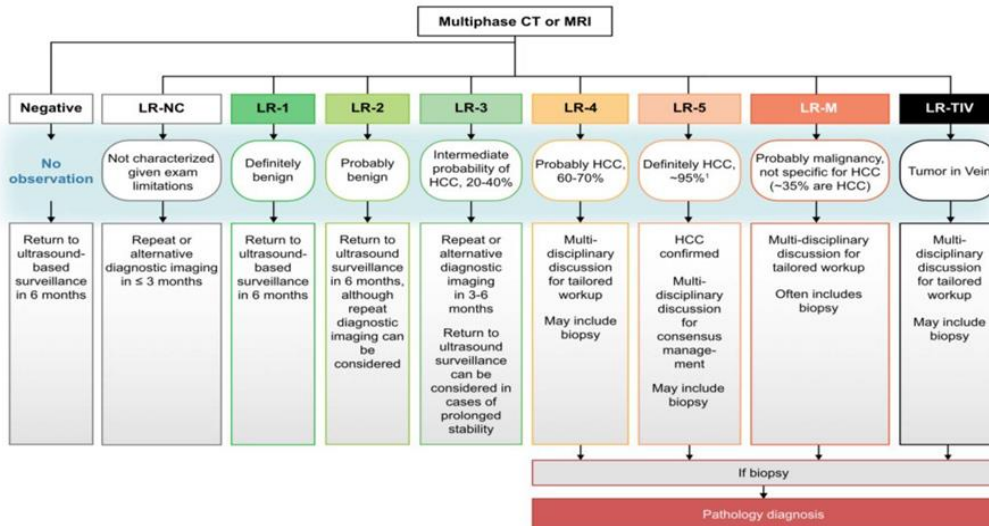 Multiphase CT or MRI
Negative
LR-NC
LR-1
LR-2
LR-3
LR-4
LR-5
LR-M
LR-TIV
No
observation
Not characterized
given exam
limitations
Definitely
benign
Probably
benign
Intermediate
probability of
HCC, 20-40%
Probably HCC,
60-70%
Definitely HCC,
~95%¹
Probably malignancy,
not specific for HCC
(~35% are HCC)
Tumor in Vein
Return to
ultrasound-
based
surveillance
in 6 months
Repeat or
alternative
diagnostic imaging
in ≤ 3 months
Return to
ultrasound-
based
surveillance
in 6 months
Return to
ultrasound
surveillance
in 6 months,
although
repeat
diagnostic
imaging can
be
considered
Repeat or
alternative
diagnostic
imaging
in 3-6
months
Return to
ultrasound
surveillance
can be
considered in
cases of
prolonged
stability
Multi-
disciplinary
discussion
for tailored
workup
May include
biopsy
HCC
confirmed
Multi-
disciplinary
discussion
for
consensus
manage-
ment
May include
biopsy
Multi-disciplinary
discussion for
tailored workup
Often includes
biopsy
Multi-
disciplinary
discussion
for tailored
workup
May include
biopsy
If biopsy
Pathology diagnosis